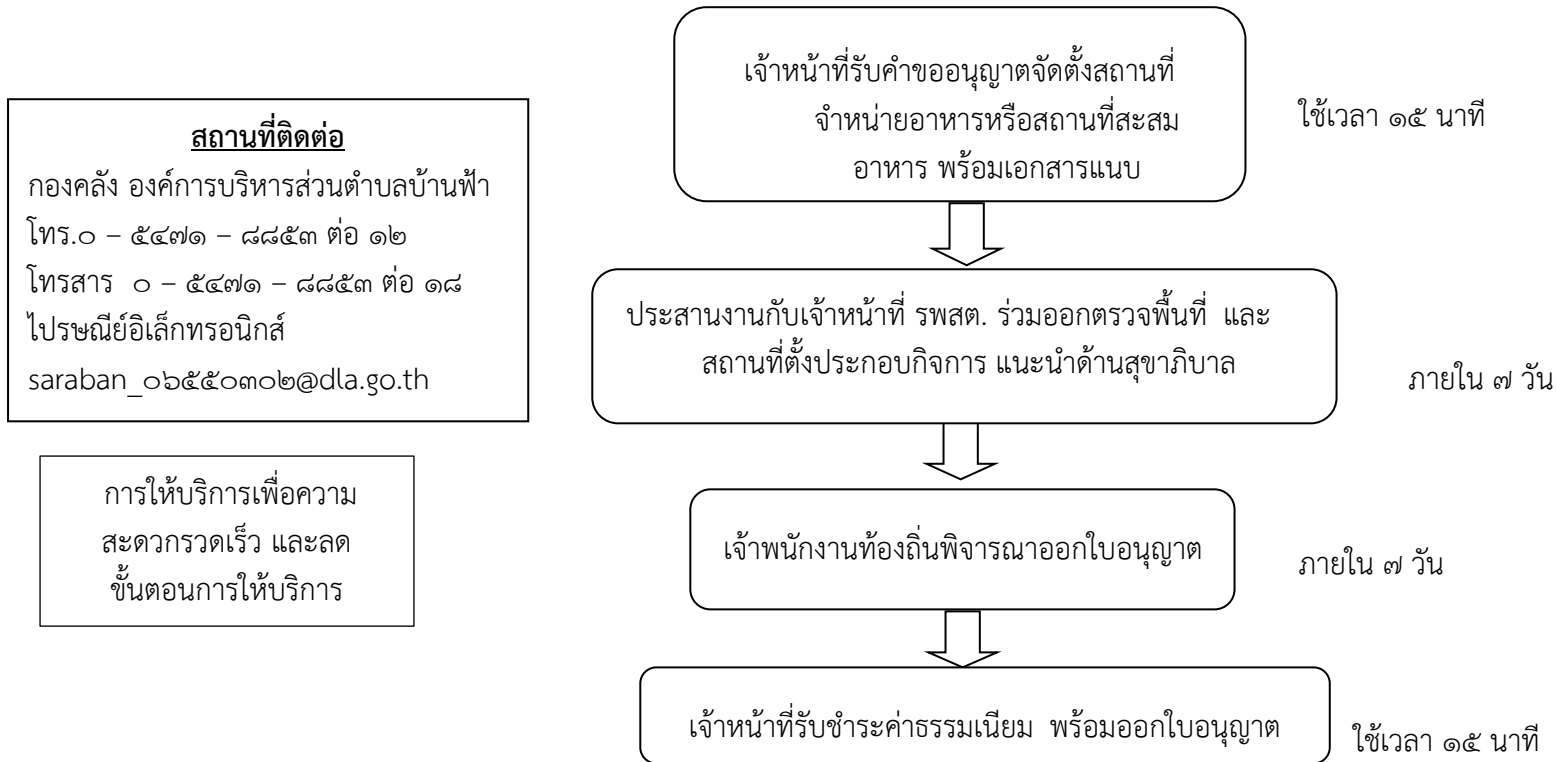 สถานที่ติดต่อ
กองคลัง องค์การบริหารส่วนตำบลบ้านฟ้า
โทร.๐ – ๕๔๗๑ – ๘๘๕๓ ต่อ ๑๒
โทรสาร ๐ – ๕๔๗๑ – ๘๘๕๓ ต่อ ๑๘
ไปรษณีย์อิเล็กทรอนิกส์
saraban_๐๖๕๕๐๓๐๒@dla.go.th
การให้บริการเพื่อความ
สะดวกรวดเร็ว และลด
ขั้นตอนการให้บริการ
เจ้าหน้าที่รับคำขออนุญาตจัดตั้งสถานที่
จำหน่ายอาหารหรือสถานที่สะสม
อาหาร พร้อมเอกสารแนบ
ใช้เวลา ๑๕ นาที
ประสานงานกับเจ้าหน้าที่ รพสต. ร่วมออกตรวจพื้นที่ และ
สถานที่ตั้งประกอบกิจการ แนะนำด้านสุขาภิบาล
ภายใน ๗ วัน
เจ้าพนักงานท้องถิ่นพิจารณาออกใบอนุญาต
ภายใน ๗ วัน
เจ้าหน้าที่รับชำระค่าธรรมเนียม พร้อมออกใบอนุญาต
ใช้เวลา ๑๕ นาที